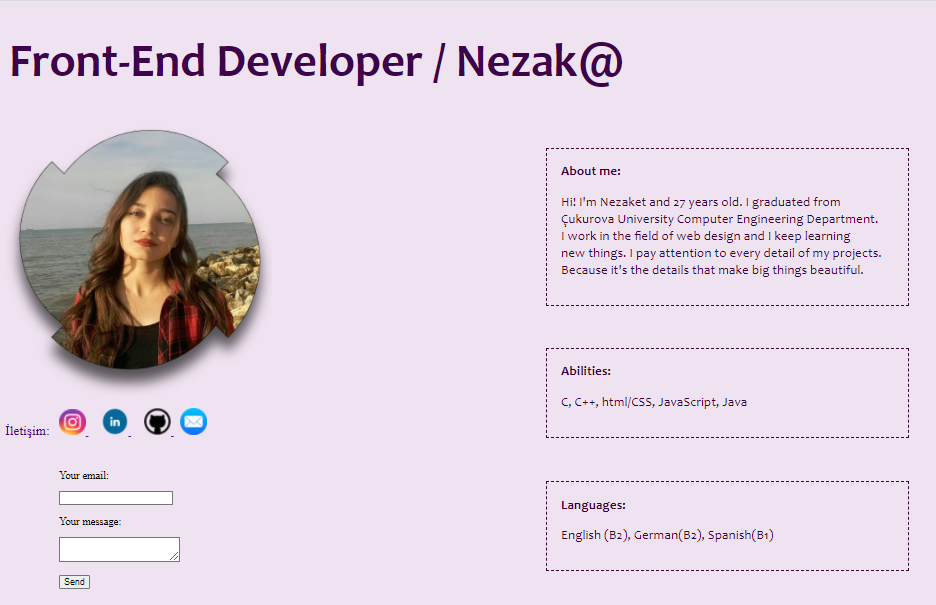 Front-End Developer / Nezak@
About me:
Hi! I'm Nezaket and 27 years old. I graduated from
Çukurova University Computer Engineering Department.
I work in the field of web design and I keep learning
new things. I pay attention to every detail of my projects.
Because it's the details that make big things beautiful.
Abilities:
C, C++, html/CSS, JavaScript, Java
Languages:
English (B2), German(B2), Spanish(B1)
İletişim:
in
Your email:
Your message:
Send